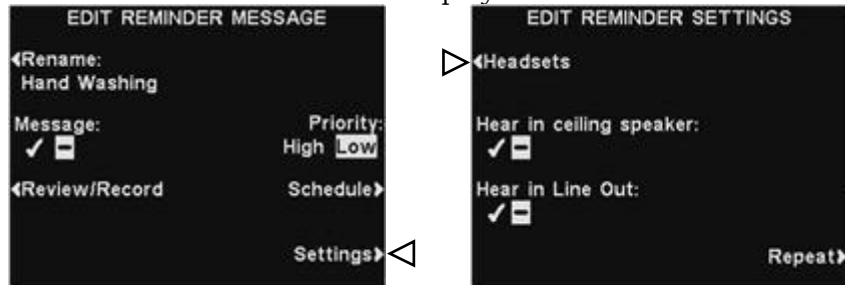 EDIT REMINDER MESSAGE
◀Rename:
Hand Washing
Message:
✓ –
Priority:
High Low
◀Review/Record
Schedule▶
Settings▶
EDIT REMINDER SETTINGS
◀Headsets
Hear in ceiling speaker:
✓ –
Hear in Line Out:
✓ –
Repeat▶